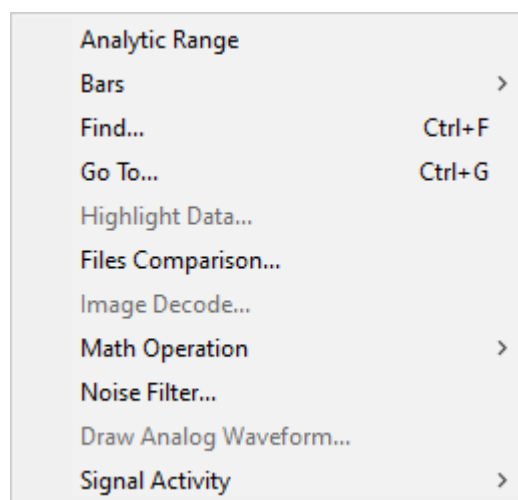 Analytic Range
Bars >
Find... Ctrl+F
Go To... Ctrl+G
Highlight Data...
Files Comparison...
Image Decode...
Math Operation >
Noise Filter...
Draw Analog Waveform...
Signal Activity >